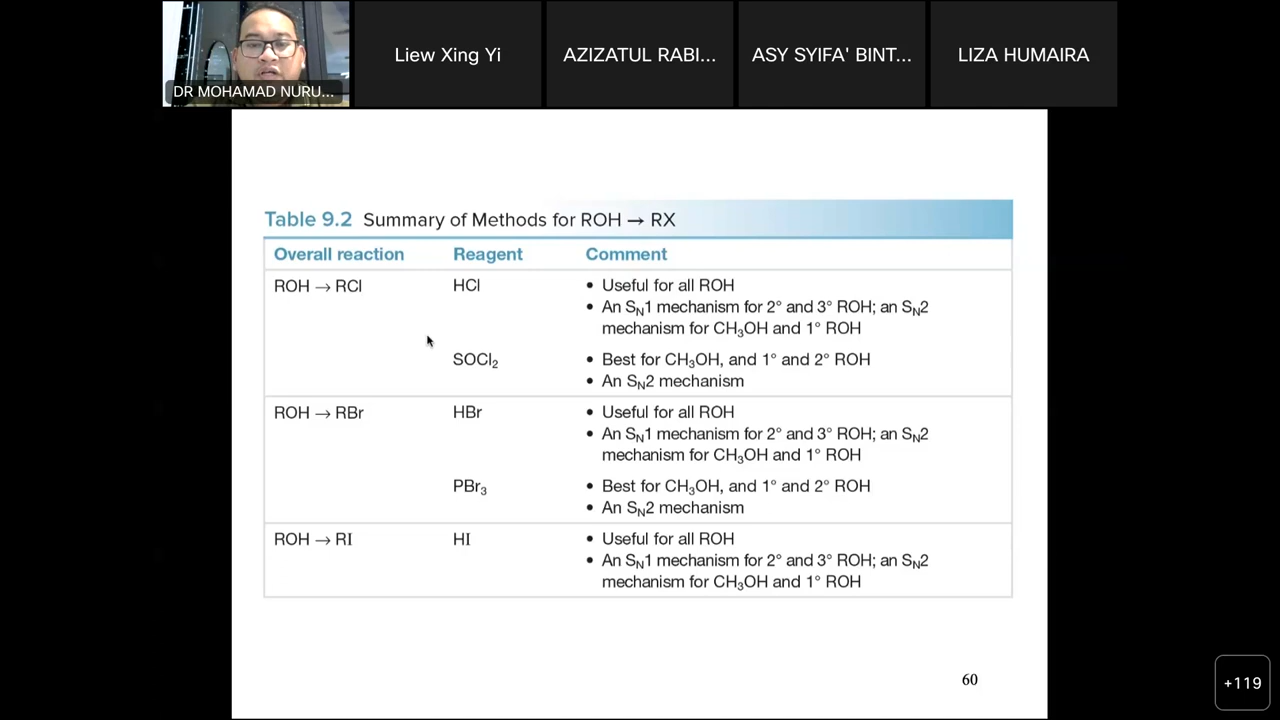 DR MOHAMAD NURU...
Liew Xing Yi
AZIZATUL RABI...
ASY SYIFA' BINT...
LIZA HUMAIRA
Table 9.2 Summary of Methods for ROH → RX
Overall reaction Reagent Comment
ROH → RCl HCl • Useful for all ROH
• An SN1 mechanism for 2° and 3° ROH; an SN2
mechanism for CH3OH and 1° ROH
SOCl2 • Best for CH3OH, and 1° and 2° ROH
• An SN2 mechanism
ROH → RBr HBr • Useful for all ROH
• An SN1 mechanism for 2° and 3° ROH; an SN2
mechanism for CH3OH and 1° ROH
PBr3 • Best for CH3OH, and 1° and 2° ROH
• An SN2 mechanism
ROH → RI HI • Useful for all ROH
• An SN1 mechanism for 2° and 3° ROH; an SN2
mechanism for CH3OH and 1° ROH
60
+119